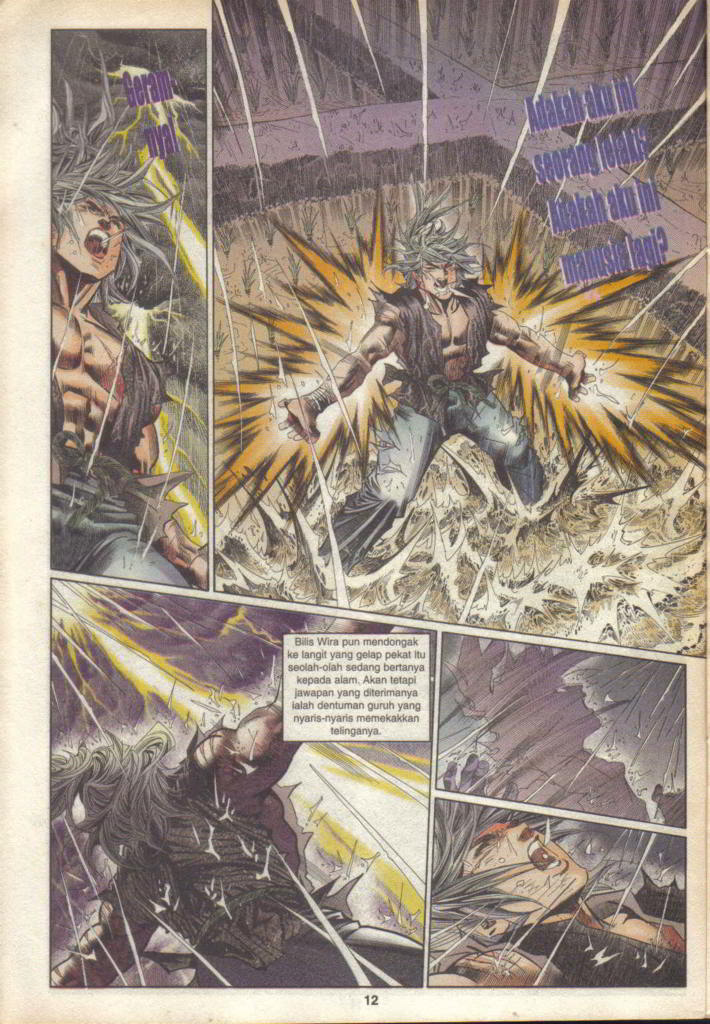 Geram-
nya!
Adakah aku ini
seorang lelaki?
Adakah aku ini
manusia lagi?
Bilis Wira pun mendongak
ke langit yang gelap pekat itu
seolah-olah sedang bertanya
kepada alam. Akan tetapi
jawapan yang diterimanya
ialah dentuman guruh yang
nyaris-nyaris memekakkan
telinganya.
12